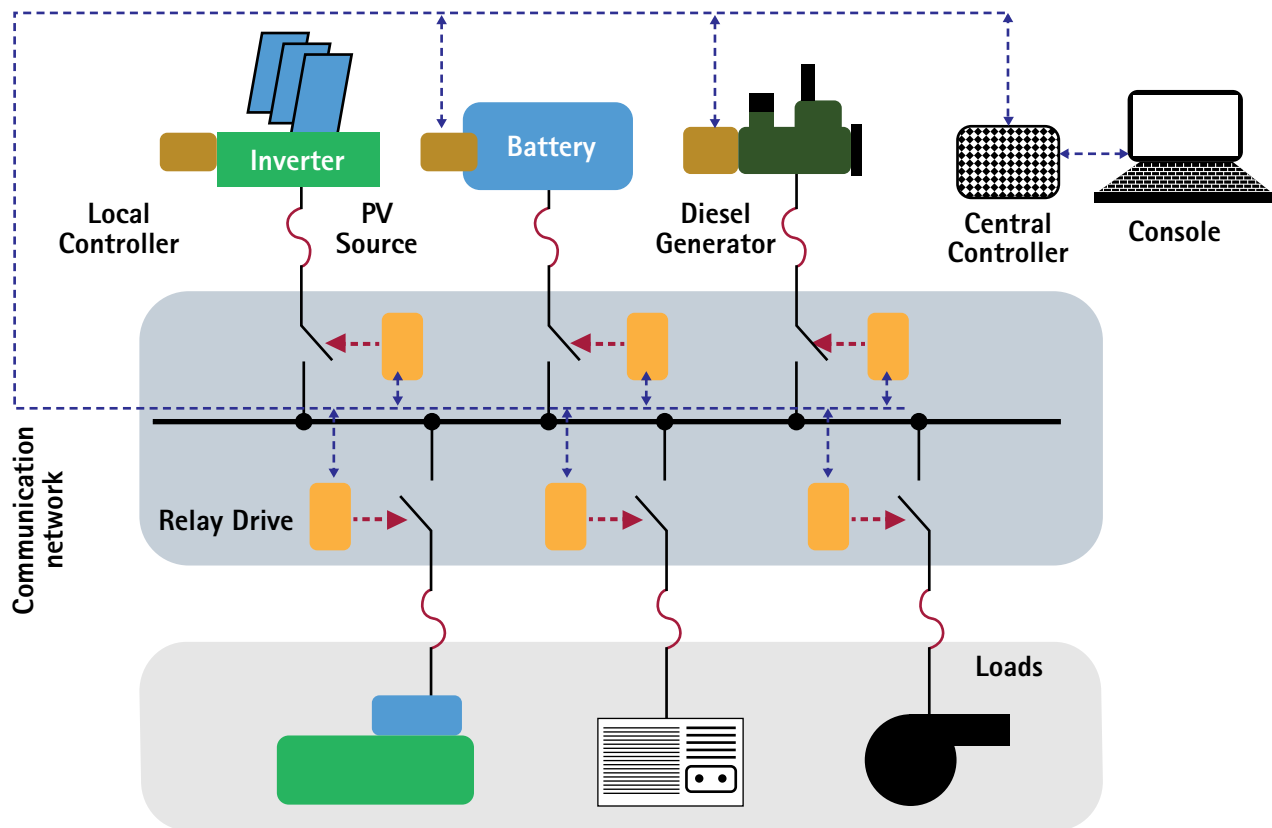 Inverter
Battery
Local
Controller
PV
Source
Diesel
Generator
Central
Controller
Console
Communication
network
Relay Drive
Loads